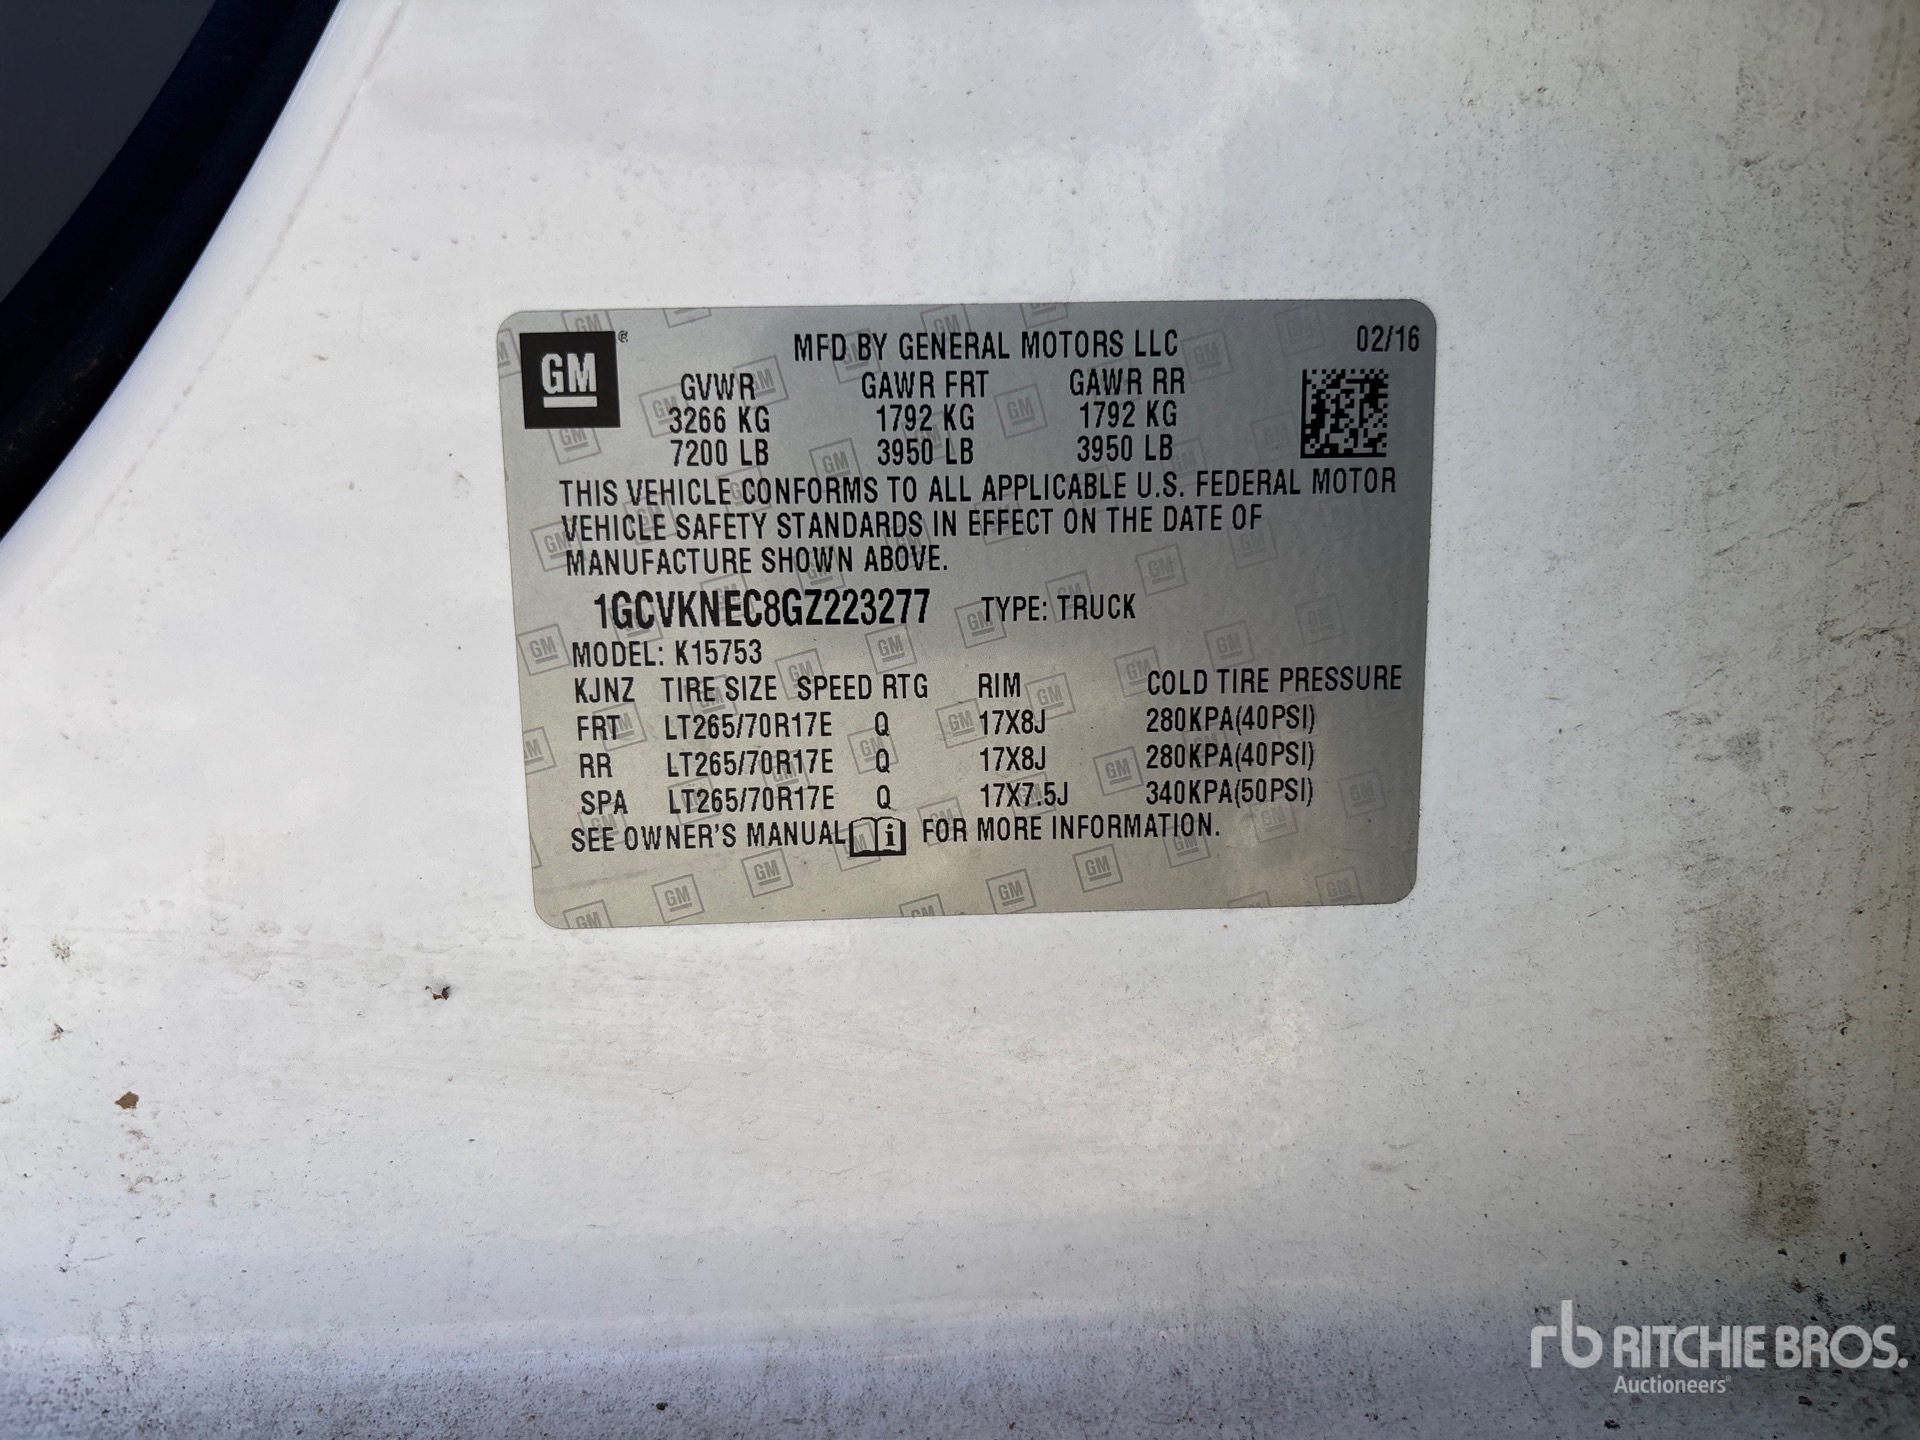 GM
MFD BY GENERAL MOTORS LLC 02/16
GVWR GAWR FRT GAWR RR
3266 KG 1792 KG 1792 KG
7200 LB 3950 LB 3950 LB
THIS VEHICLE CONFORMS TO ALL APPLICABLE U.S. FEDERAL MOTOR
VEHICLE SAFETY STANDARDS IN EFFECT ON THE DATE OF
MANUFACTURE SHOWN ABOVE.
1GCVKNEC8GZ223277 TYPE: TRUCK
MODEL: K15753
KJNZ TIRE SIZE SPEED RTG RIM COLD TIRE PRESSURE
FRT LT265/70R17E Q 17X8J 280KPA(40PSI)
RR LT265/70R17E Q 17X8J 280KPA(40PSI)
SPA LT265/70R17E Q 17X7.5J 340KPA(50PSI)
SEE OWNER'S MANUAL i FOR MORE INFORMATION.
rb RITCHIE BROS.
Auctioneers